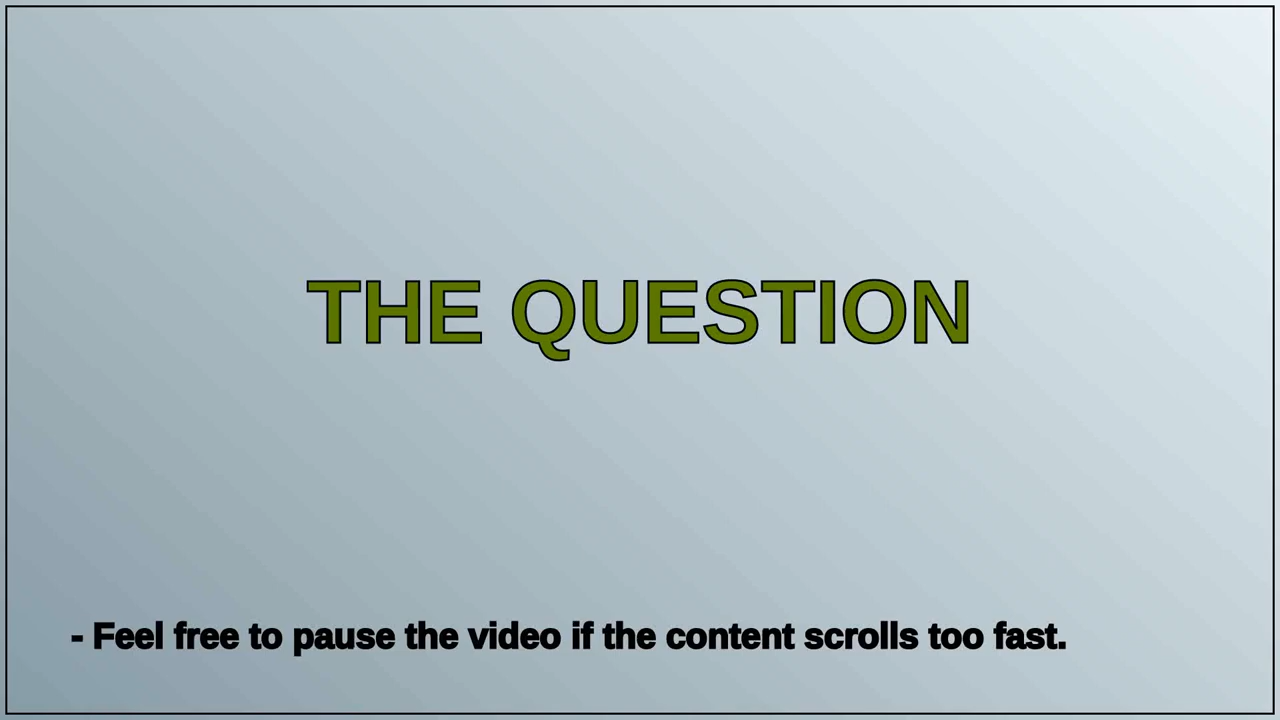 THE QUESTION
- Feel free to pause the video if the content scrolls too fast.